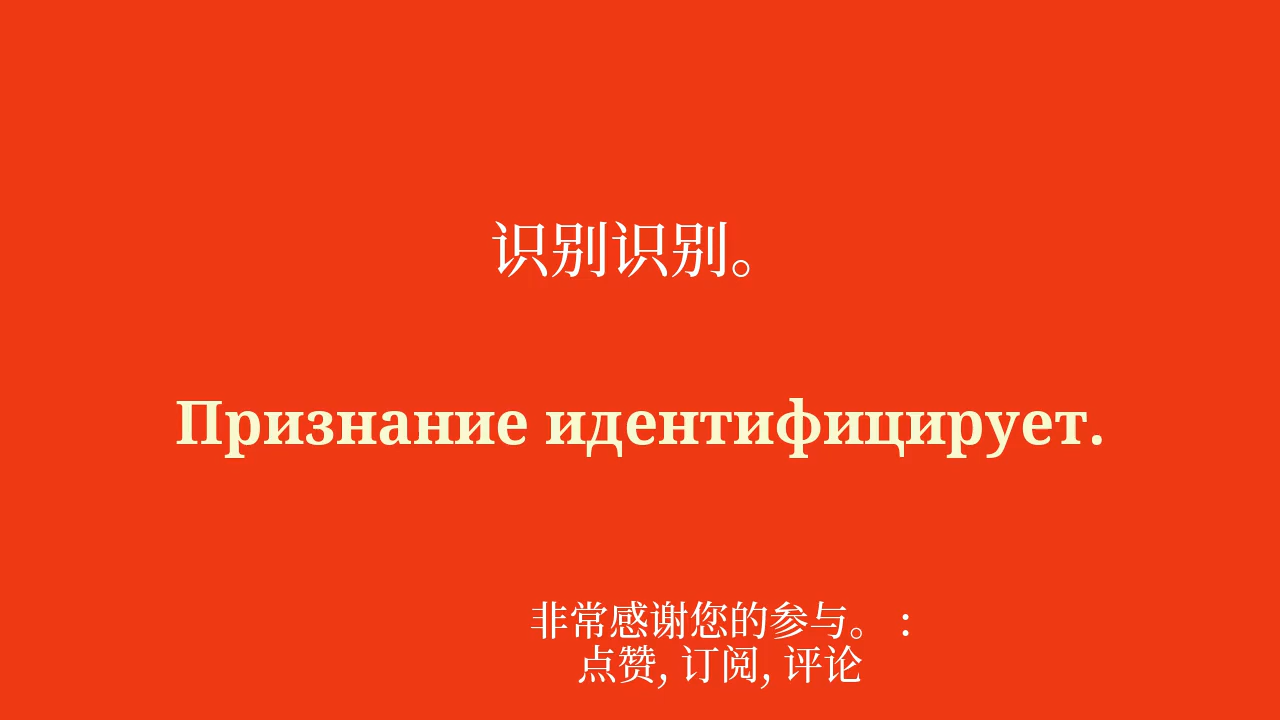 识别识别。
Признание идентифицирует.
非常感谢您的参与。 :
点赞, 订阅, 评论